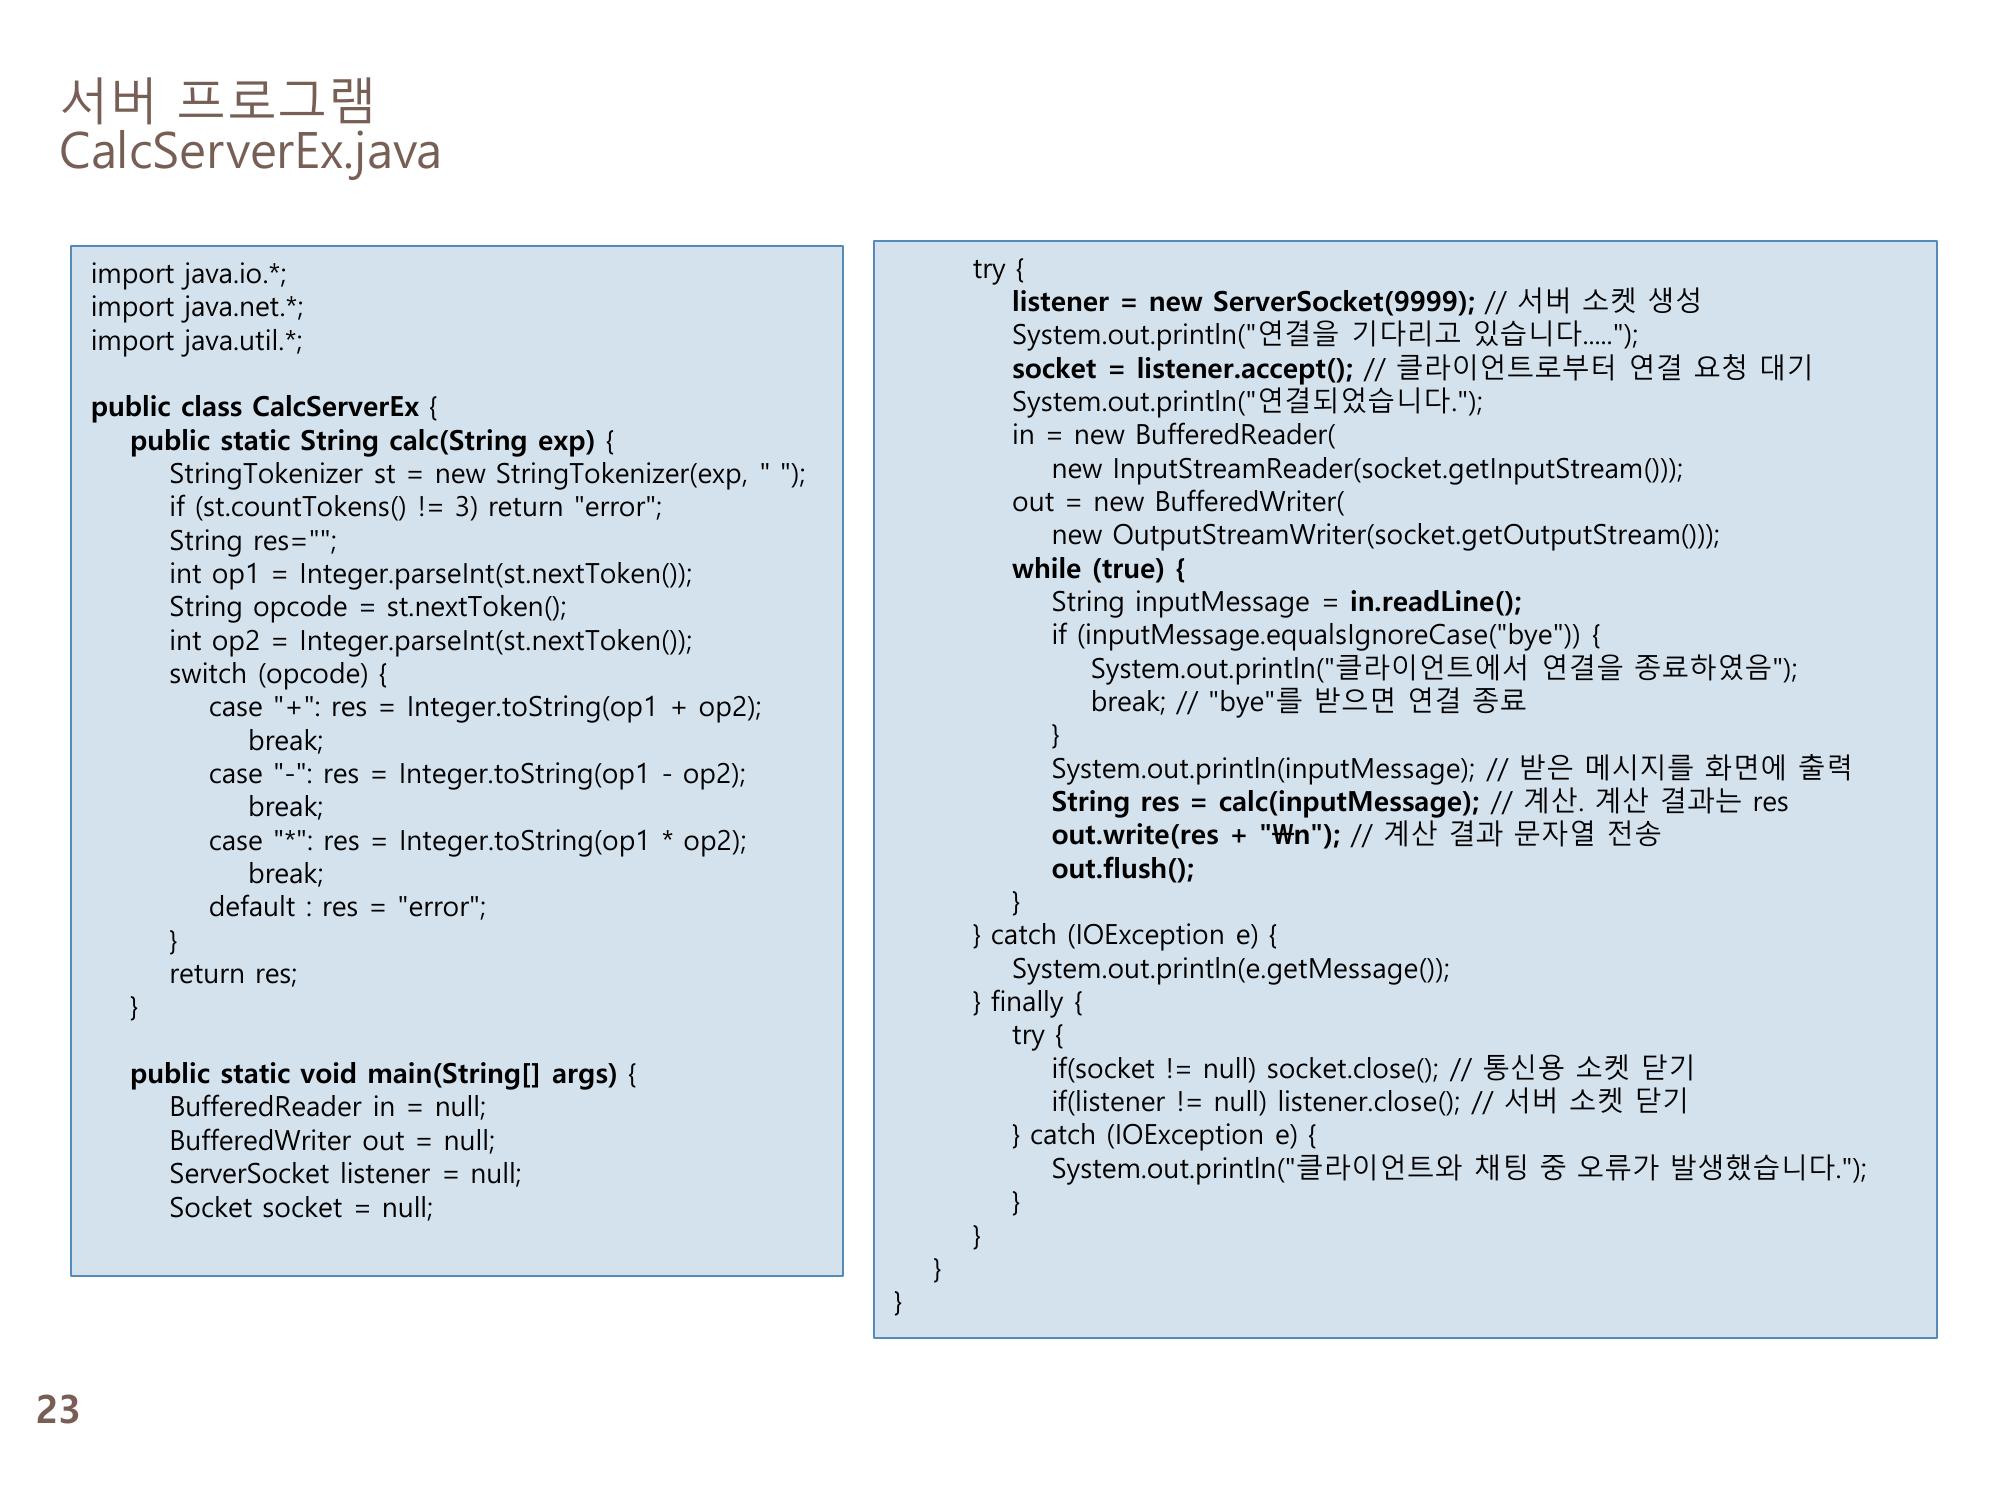 서버 프로그램
CalcServerEx.java
import java.io.*;
import java.net.*;
import java.util.*;
public class CalcServerEx {
public static String calc(String exp) {
StringTokenizer st = new StringTokenizer(exp, " ");
if (st.countTokens() != 3) return "error";
String res="";
int op1 = Integer.parseInt(st.nextToken());
String opcode = st.nextToken();
int op2 = Integer.parseInt(st.nextToken());
switch (opcode) {
case "+": res = Integer.toString(op1 + op2);
break;
case "-": res = Integer.toString(op1 - op2);
break;
case "*": res = Integer.toString(op1 * op2);
break;
default : res = "error";
}
return res;
}
public static void main(String[] args) {
BufferedReader in = null;
BufferedWriter out = null;
ServerSocket listener = null;
Socket socket = null;
try {
listener = new ServerSocket(9999); // 서버 소켓 생성
System.out.println("연결을 기다리고 있습니다.....");
socket = listener.accept(); // 클라이언트로부터 연결 요청 대기
System.out.println("연결되었습니다.");
in = new BufferedReader(
new InputStreamReader(socket.getInputStream()));
out = new BufferedWriter(
new OutputStreamWriter(socket.getOutputStream()));
while (true) {
String inputMessage = in.readLine();
if (inputMessage.equalsIgnoreCase("bye")) {
System.out.println("클라이언트에서 연결을 종료하였음");
break; // "bye"를 받으면 연결 종료
}
System.out.println(inputMessage); // 받은 메시지를 화면에 출력
String res = calc(inputMessage); // 계산. 계산 결과는 res
out.write(res + "₩n"); // 계산 결과 문자열 전송
out.flush();
}
} catch (IOException e) {
System.out.println(e.getMessage());
} finally {
try {
if(socket != null) socket.close(); // 통신용 소켓 닫기
if(listener != null) listener.close(); // 서버 소켓 닫기
} catch (IOException e) {
System.out.println("클라이언트와 채팅 중 오류가 발생했습니다.");
}
}
}
}
23